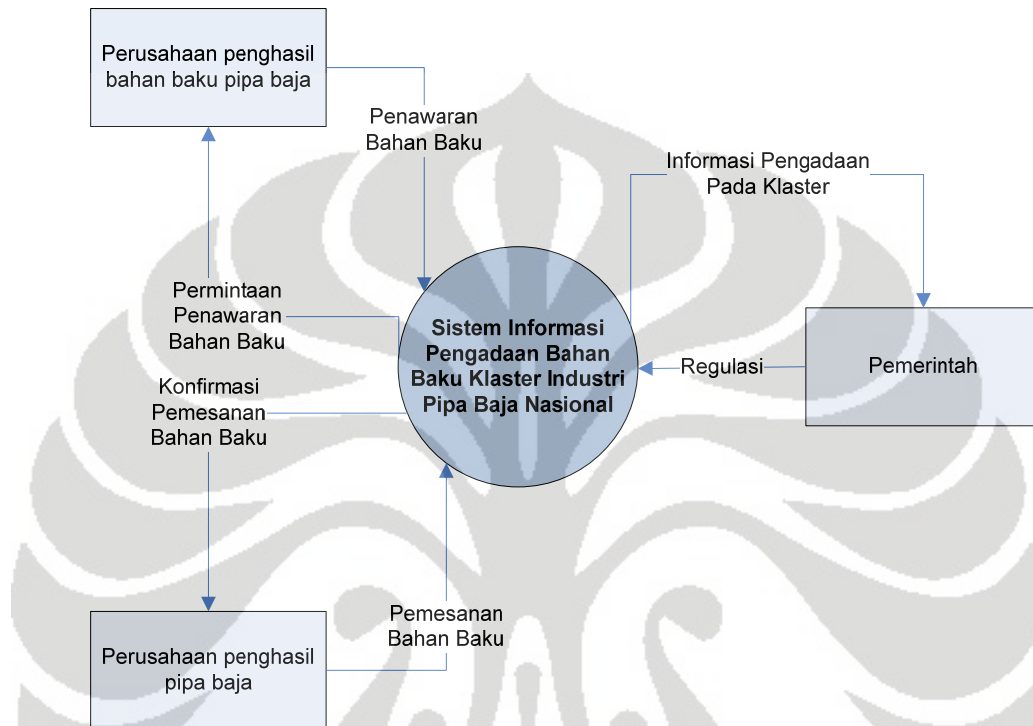 Perusahaan penghasil
bahan baku pipa baja
Penawaran
Bahan Baku
Informasi Pengadaan
Pada Klaster
Permintaan
Penawaran
Bahan Baku
Sistem Informasi
Pengadaan Bahan
Baku Klaster Industri
Pipa Baja Nasional
Regulasi
Pemerintah
Konfirmasi
Pemesanan
Bahan Baku
Pemesanan
Bahan Baku
Perusahaan penghasil
pipa baja